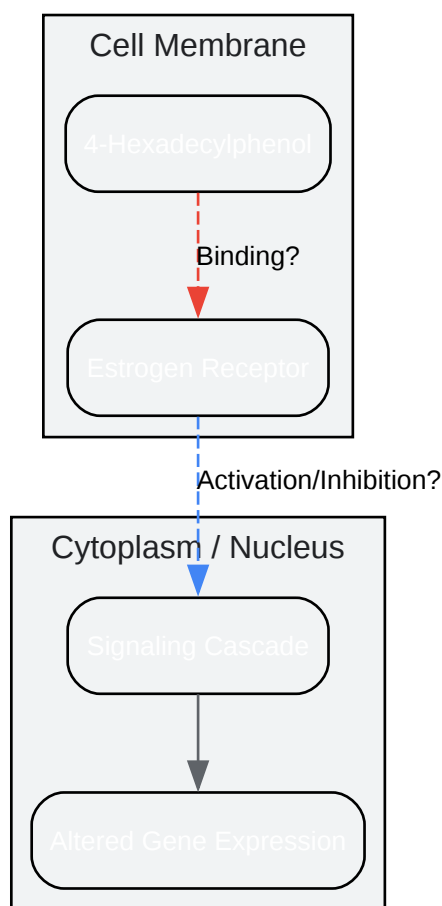 Cell Membrane
4-Hexadecylphenol
Binding?
Estrogen Receptor
Activation/Inhibition?
Cytoplasm / Nucleus
Signaling Cascade
Altered Gene Expression